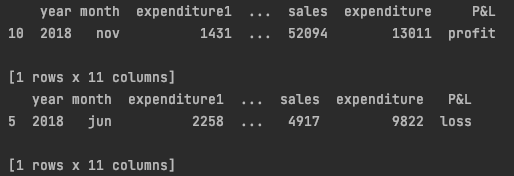 year month expenditure1 ... sales expenditure P&L
10 2018 nov 1431 ... 52094 13011 profit
[1 rows x 11 columns]
year month expenditure1 ... sales expenditure P&L
5 2018 jun 2258 ... 4917 9822 loss
[1 rows x 11 columns]